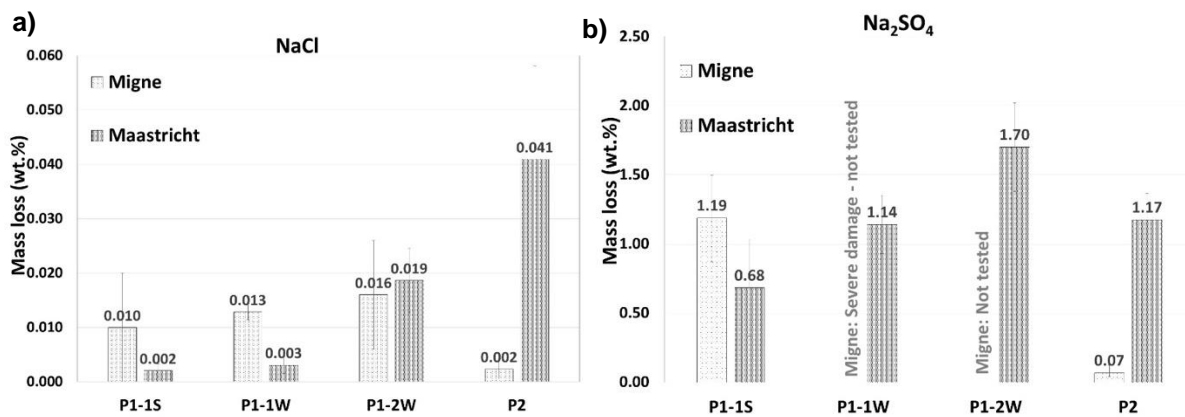 a)
NaCl
Mass loss (wt.%)
0.060
0.050
0.040
0.030
0.020
0.010
0.000
Migne
Maastricht
0.010
0.002
0.013
0.003
0.016
0.019
0.002
0.041
P1-1S
P1-1W
P1-2W
P2
b)
Na₂SO₄
Mass loss (wt.%)
2.50
2.00
1.50
1.00
0.50
0.00
Migne
Maastricht
1.19
0.68
Migne: Severe damage - not tested
1.14
Migne: Not tested
1.70
0.07
1.17
P1-1S
P1-1W
P1-2W
P2